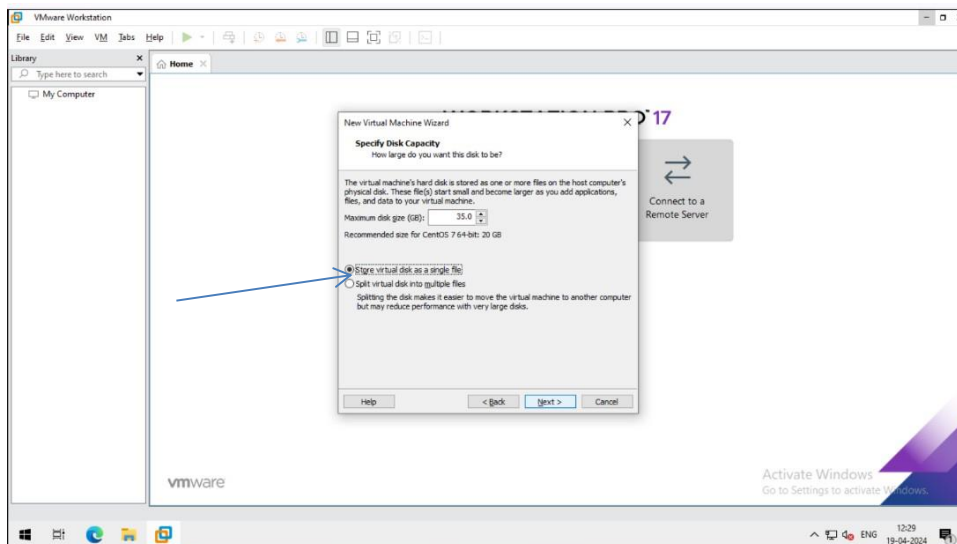 VMware Workstation
File Edit View VM Tabs Help
Library
Type here to search
My Computer
Home
17
New Virtual Machine Wizard
Specify Disk Capacity
How large do you want this disk to be?
The virtual machine's hard disk is stored as one or more files on the host computer's
physical disk. These file(s) start small and become larger as you add applications,
files, and data to your virtual machine.
Maximum disk size (GB): 35.0
Recommended size for CentOS 7 64-bit: 20 GB
Store virtual disk as a single file
Split virtual disk into multiple files
Splitting the disk makes it easier to move the virtual machine to another computer
but may reduce performance with very large disks.
Help < Back Next > Cancel
Connect to a
Remote Server
vmware
Activate Windows
Go to Settings to activate Windows.
ENG 12:29
19-04-2024